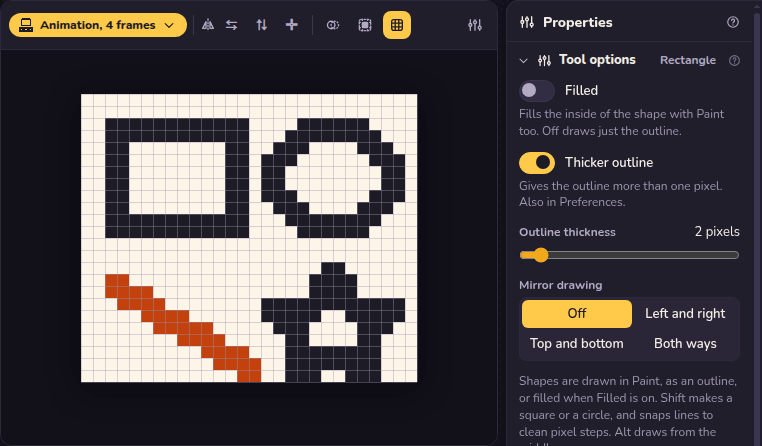 Animation, 4 frames
Properties
Tool options
Rectangle
Filled
Fills the inside of the shape with Paint
too. Off draws just the outline.
Thicker outline
Gives the outline more than one pixel.
Also in Preferences.
Outline thickness
2 pixels
Mirror drawing
Off
Left and right
Top and bottom
Both ways
Shapes are drawn in Paint, as an outline,
or filled when Filled is on. Shift makes a
square or a circle, and snaps lines to
clean pixel steps. Alt draws from the